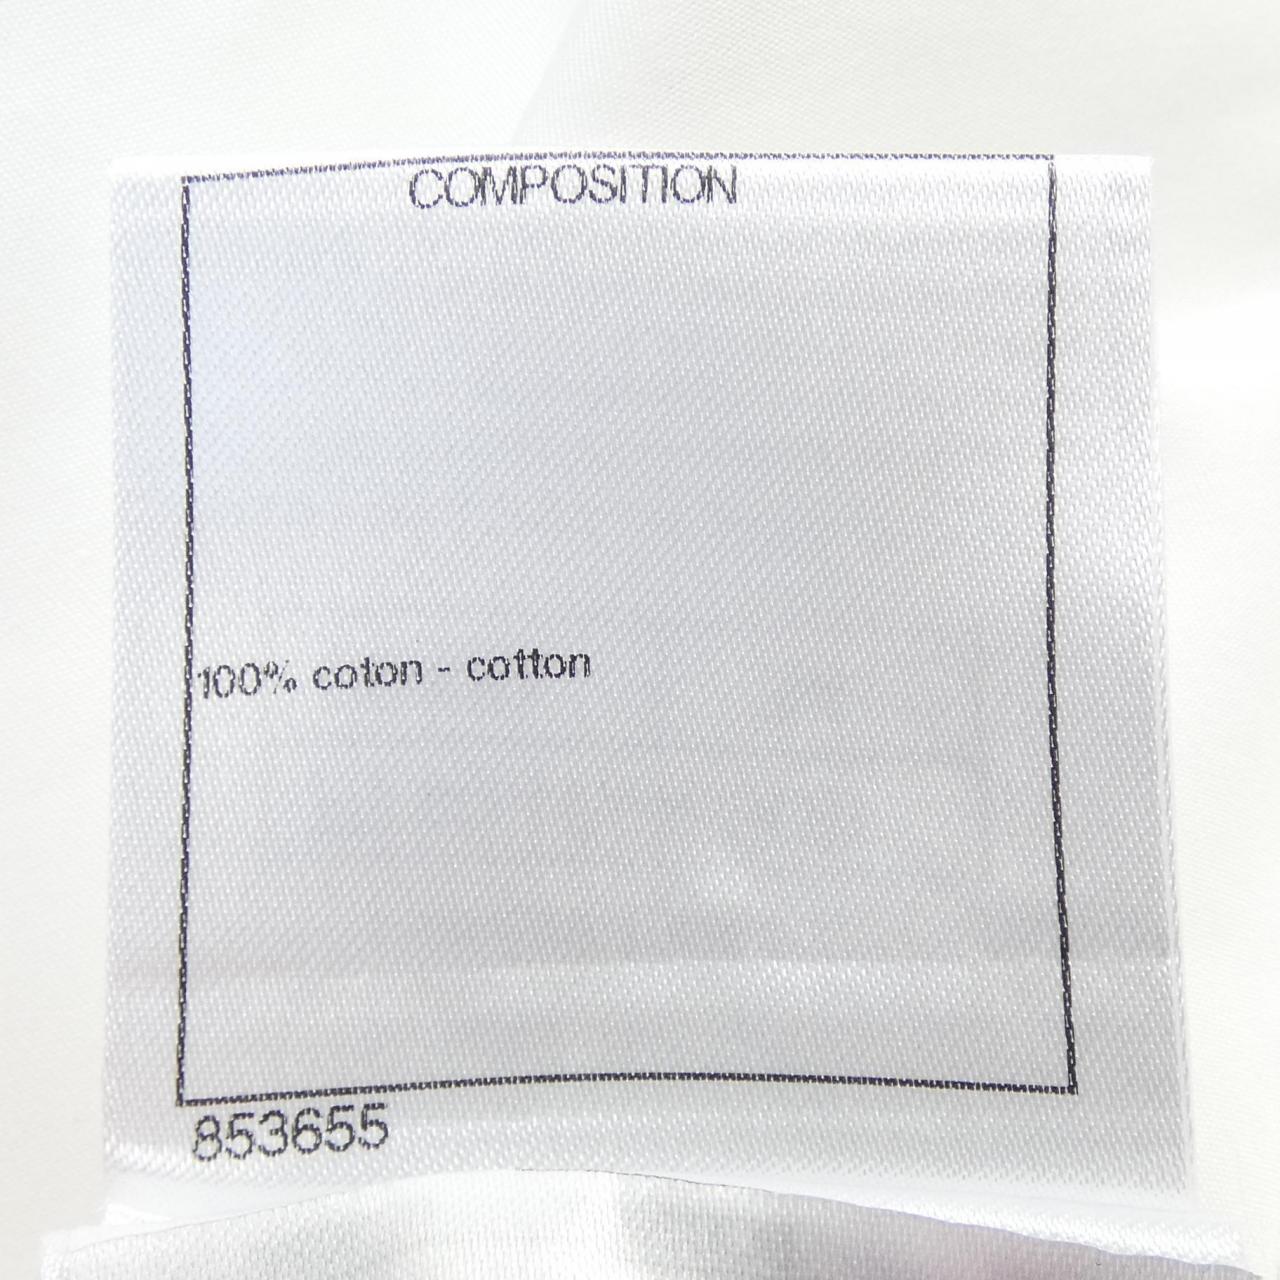 COMPOSITION
100% coton - cotton
853655